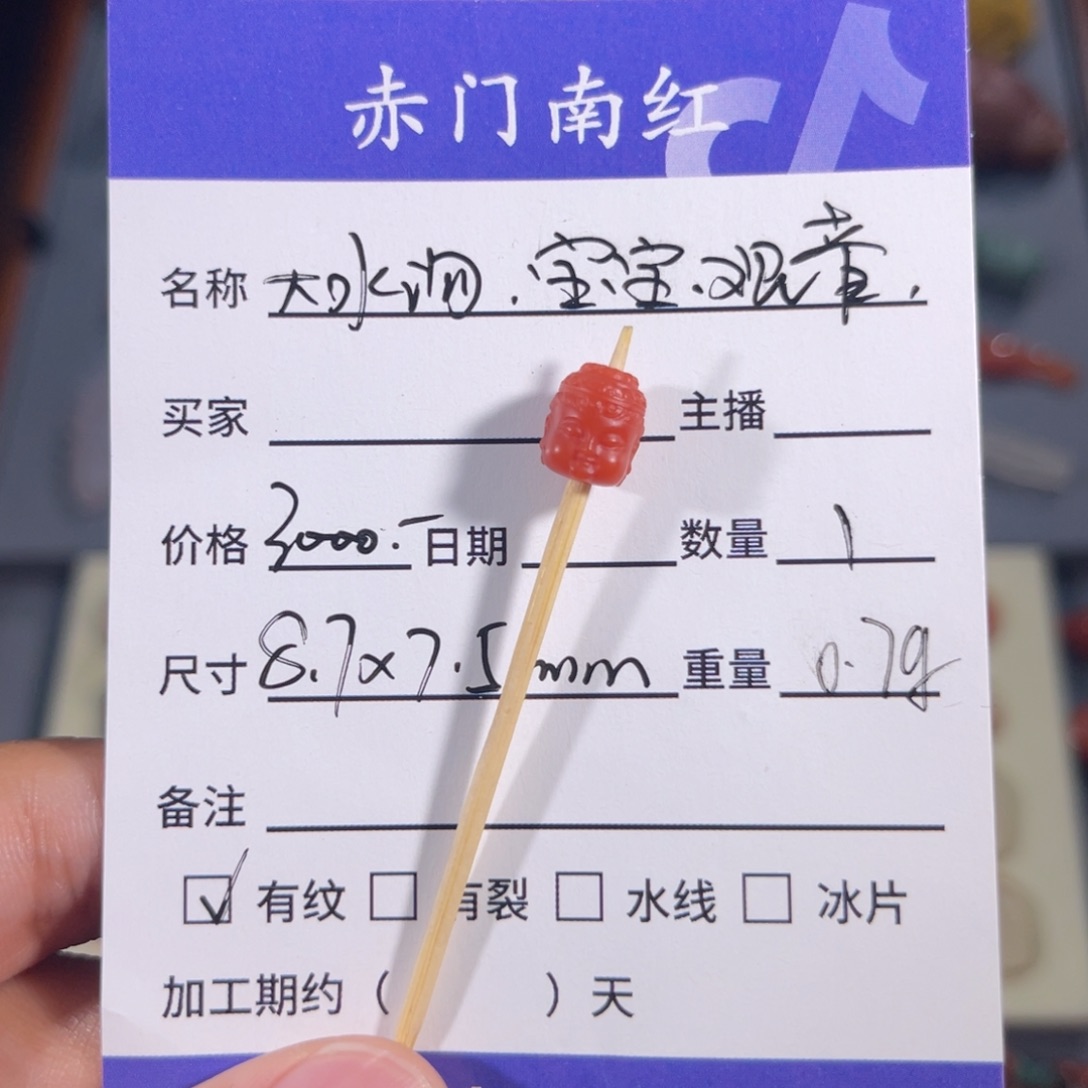 赤门南红
名称 大水沟.宝宝.观音.
买家 主播
价格 3000.- 日期 数量 1
尺寸 8.7x7.5mm 重量 0.7g
备注
有纹 有裂 水线 冰片
加工期约（ ）天